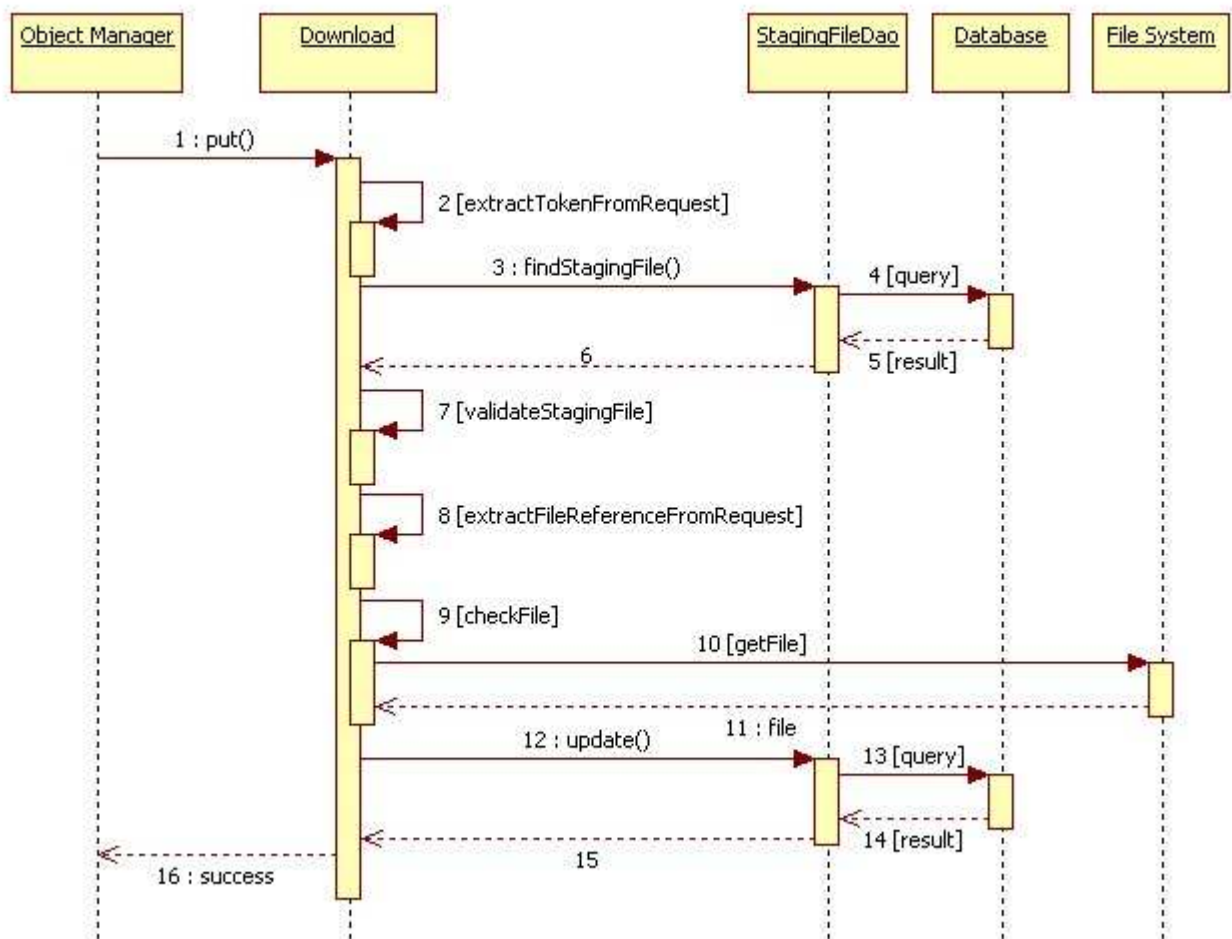 Object Manager
Download
StagingFileDao
Database
File System
1 : put()
2 [extractTokenFromRequest]
3 : findStagingFile()
4 [query]
5 [result]
6
7 [validateStagingFile]
8 [extractFileReferenceFromRequest]
9 [checkFile]
10 [getFile]
11 : file
12 : update()
13 [query]
14 [result]
15
16 : success